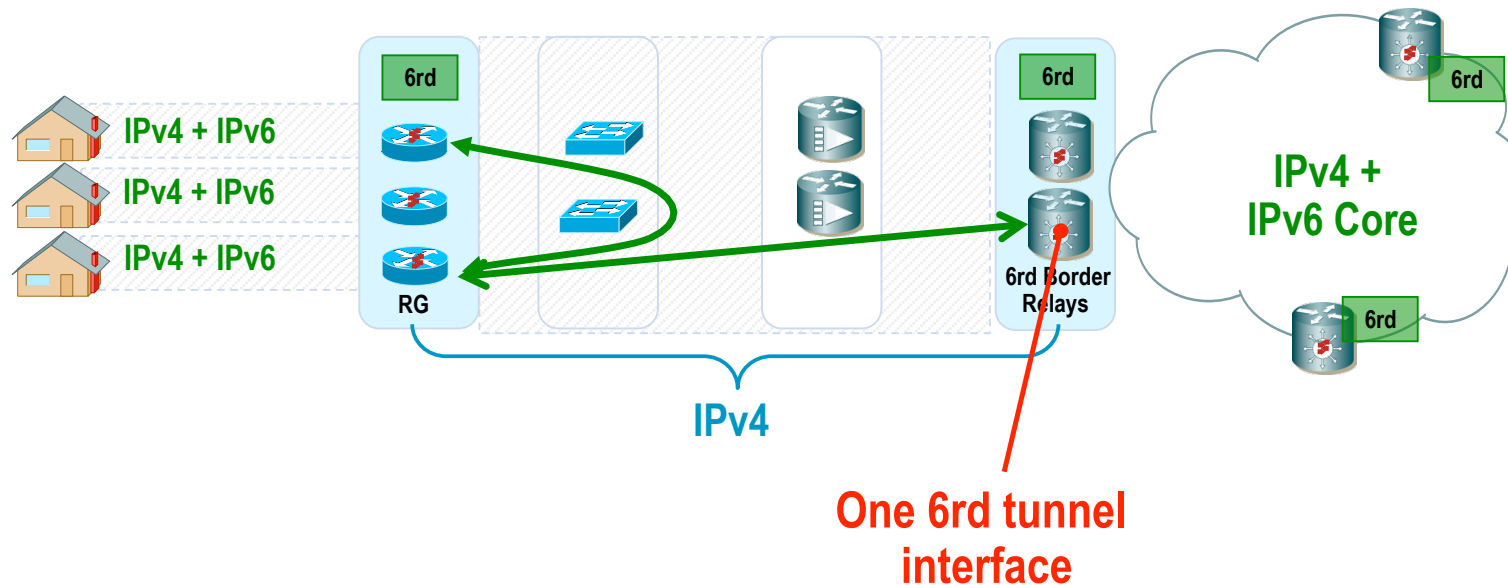 6rd
6rd
6rd
IPv4 + IPv6
IPv4 + IPv6
IPv4 + IPv6
IPv4 +
IPv6 Core
RG
6rd Border
Relays
6rd
IPv4
One 6rd tunnel
interface